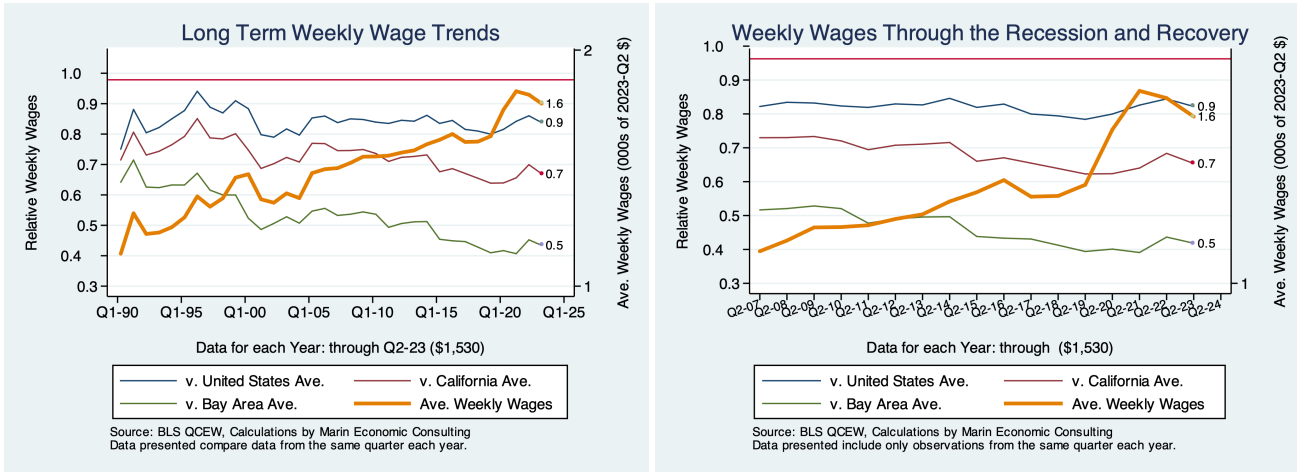 Long Term Weekly Wage Trends
Relative Weekly Wages
1.0
0.9
0.8
0.7
0.6
0.5
0.4
0.3
2
1
Ave. Weekly Wages (000s of 2023-Q2 $)
1.6
0.9
0.7
0.5
Q1-90 Q1-95 Q1-00 Q1-05 Q1-10 Q1-15 Q1-20 Q1-25
Data for each Year: through Q2-23 ($1,530)
v. United States Ave. v. California Ave.
v. Bay Area Ave. Ave. Weekly Wages
Source: BLS QCEW, Calculations by Marin Economic Consulting
Data presented compare data from the same quarter each year.
Weekly Wages Through the Recession and Recovery
Relative Weekly Wages
1.0
0.9
0.8
0.7
0.6
0.5
0.4
0.3
1
Ave. Weekly Wages (000s of 2023-Q2 $)
0.9
1.6
0.7
0.5
Q2-07 Q2-08 Q2-09 Q2-10 Q2-11 Q2-12 Q2-13 Q2-14 Q2-15 Q2-16 Q2-17 Q2-18 Q2-19 Q2-20 Q2-21 Q2-22 Q2-23 Q2-24
Data for each Year: through ($1,530)
v. United States Ave. v. California Ave.
v. Bay Area Ave. Ave. Weekly Wages
Source: BLS QCEW, Calculations by Marin Economic Consulting
Data presented include only observations from the same quarter each year.